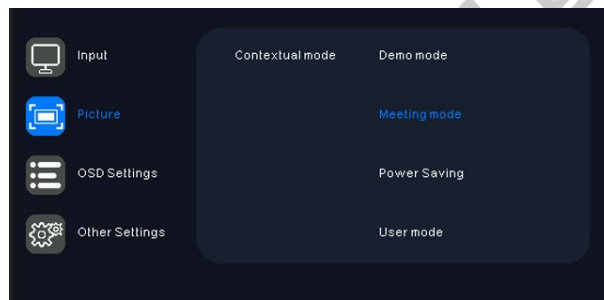 Input
Contextual mode
Demo mode
Picture
Meeting mode
OSD Settings
Power Saving
Other Settings
User mode